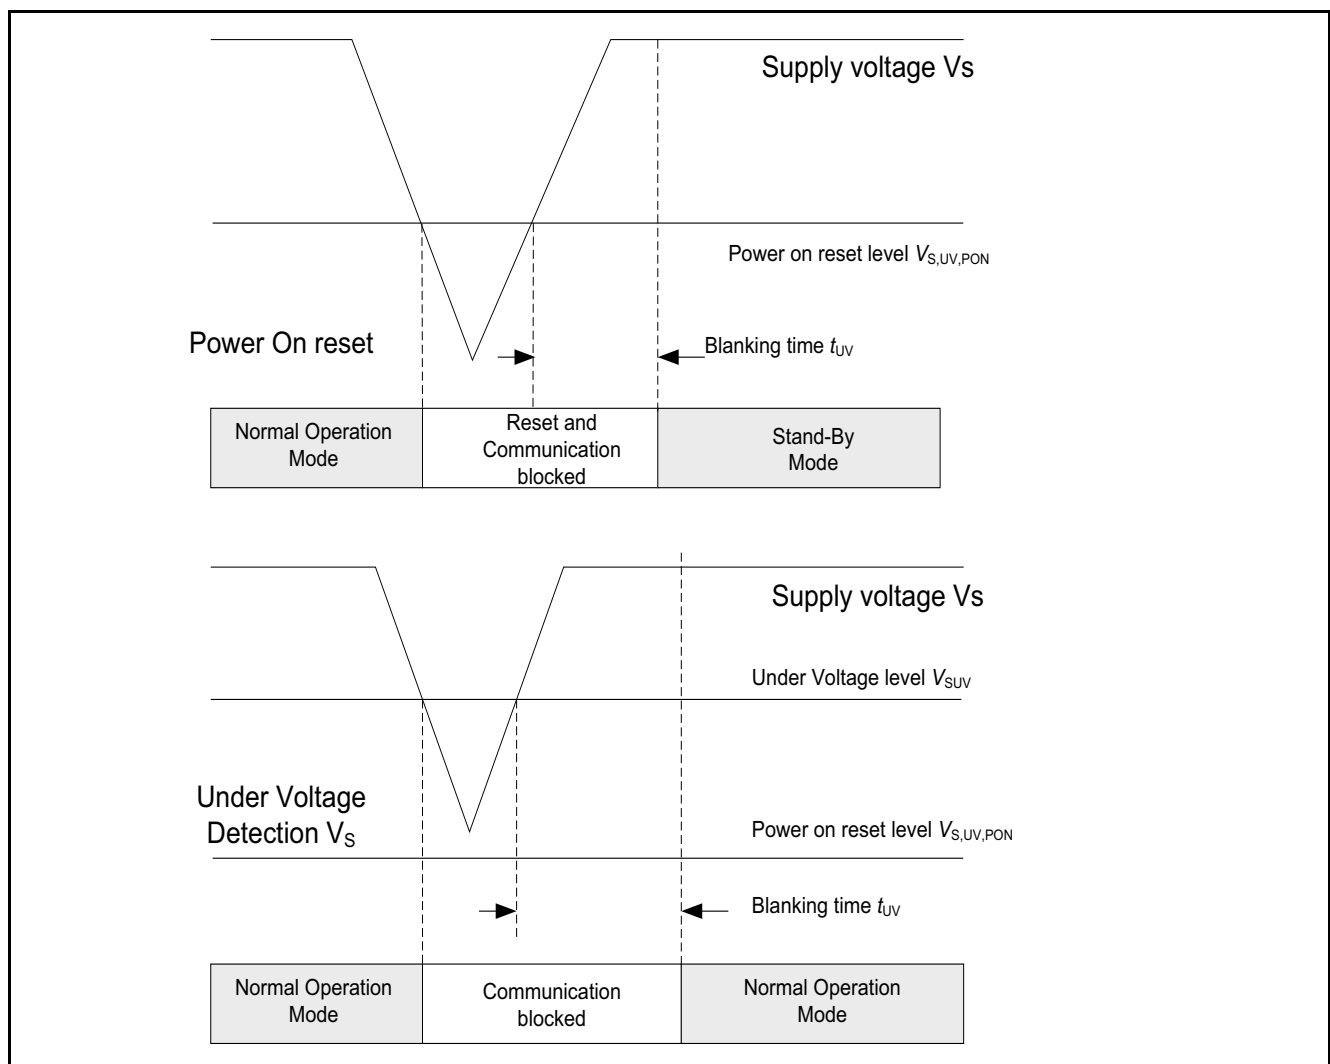 Supply voltage Vs
Power on reset level VS,UV,PON
Power On reset
Blanking time tUV
Normal Operation
Mode
Reset and
Communication
blocked
Stand-By
Mode
Supply voltage Vs
Under Voltage level VSUV
Under Voltage
Detection VS
Power on reset level VS,UV,PON
Blanking time tUV
Normal Operation
Mode
Communication
blocked
Normal Operation
Mode